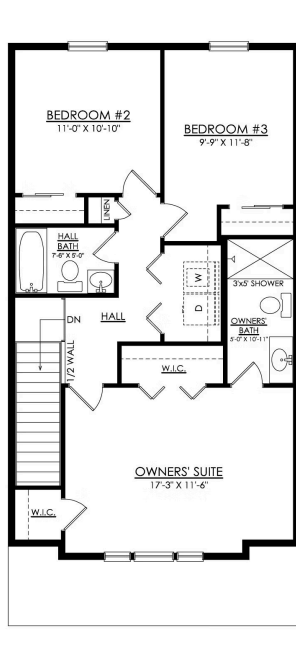 BEDROOM #2
11'-0" X 10'-10"
BEDROOM #3
9'-9" X 11'-8"
LINEN
HALL
BATH
7'-6" X 5'-0"
W
D
3'x5' SHOWER
DN
HALL
OWNERS'
BATH
5'-0" X 10'-11"
1/2 WALL
W.I.C.
OWNERS' SUITE
17'-3" X 11'-6"
W.I.C.